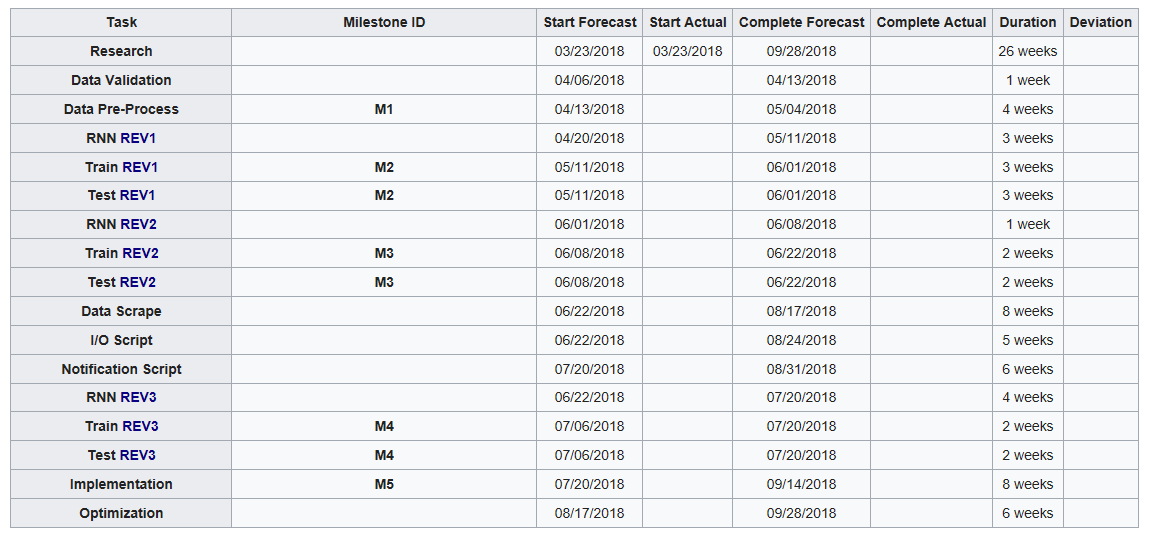 Task Milestone ID Start Forecast Start Actual Complete Forecast Complete Actual Duration Deviation
Research 03/23/2018 03/23/2018 09/28/2018 26 weeks
Data Validation 04/06/2018 04/13/2018 1 week
Data Pre-Process M1 04/13/2018 05/04/2018 4 weeks
RNN REV1 04/20/2018 05/11/2018 3 weeks
Train REV1 M2 05/11/2018 06/01/2018 3 weeks
Test REV1 M2 05/11/2018 06/01/2018 3 weeks
RNN REV2 06/01/2018 06/08/2018 1 week
Train REV2 M3 06/08/2018 06/22/2018 2 weeks
Test REV2 M3 06/08/2018 06/22/2018 2 weeks
Data Scrape 06/22/2018 08/17/2018 8 weeks
I/O Script 06/22/2018 08/24/2018 5 weeks
Notification Script 07/20/2018 08/31/2018 6 weeks
RNN REV3 06/22/2018 07/20/2018 4 weeks
Train REV3 M4 07/06/2018 07/20/2018 2 weeks
Test REV3 M4 07/06/2018 07/20/2018 2 weeks
Implementation M5 07/20/2018 09/14/2018 8 weeks
Optimization 08/17/2018 09/28/2018 6 weeks